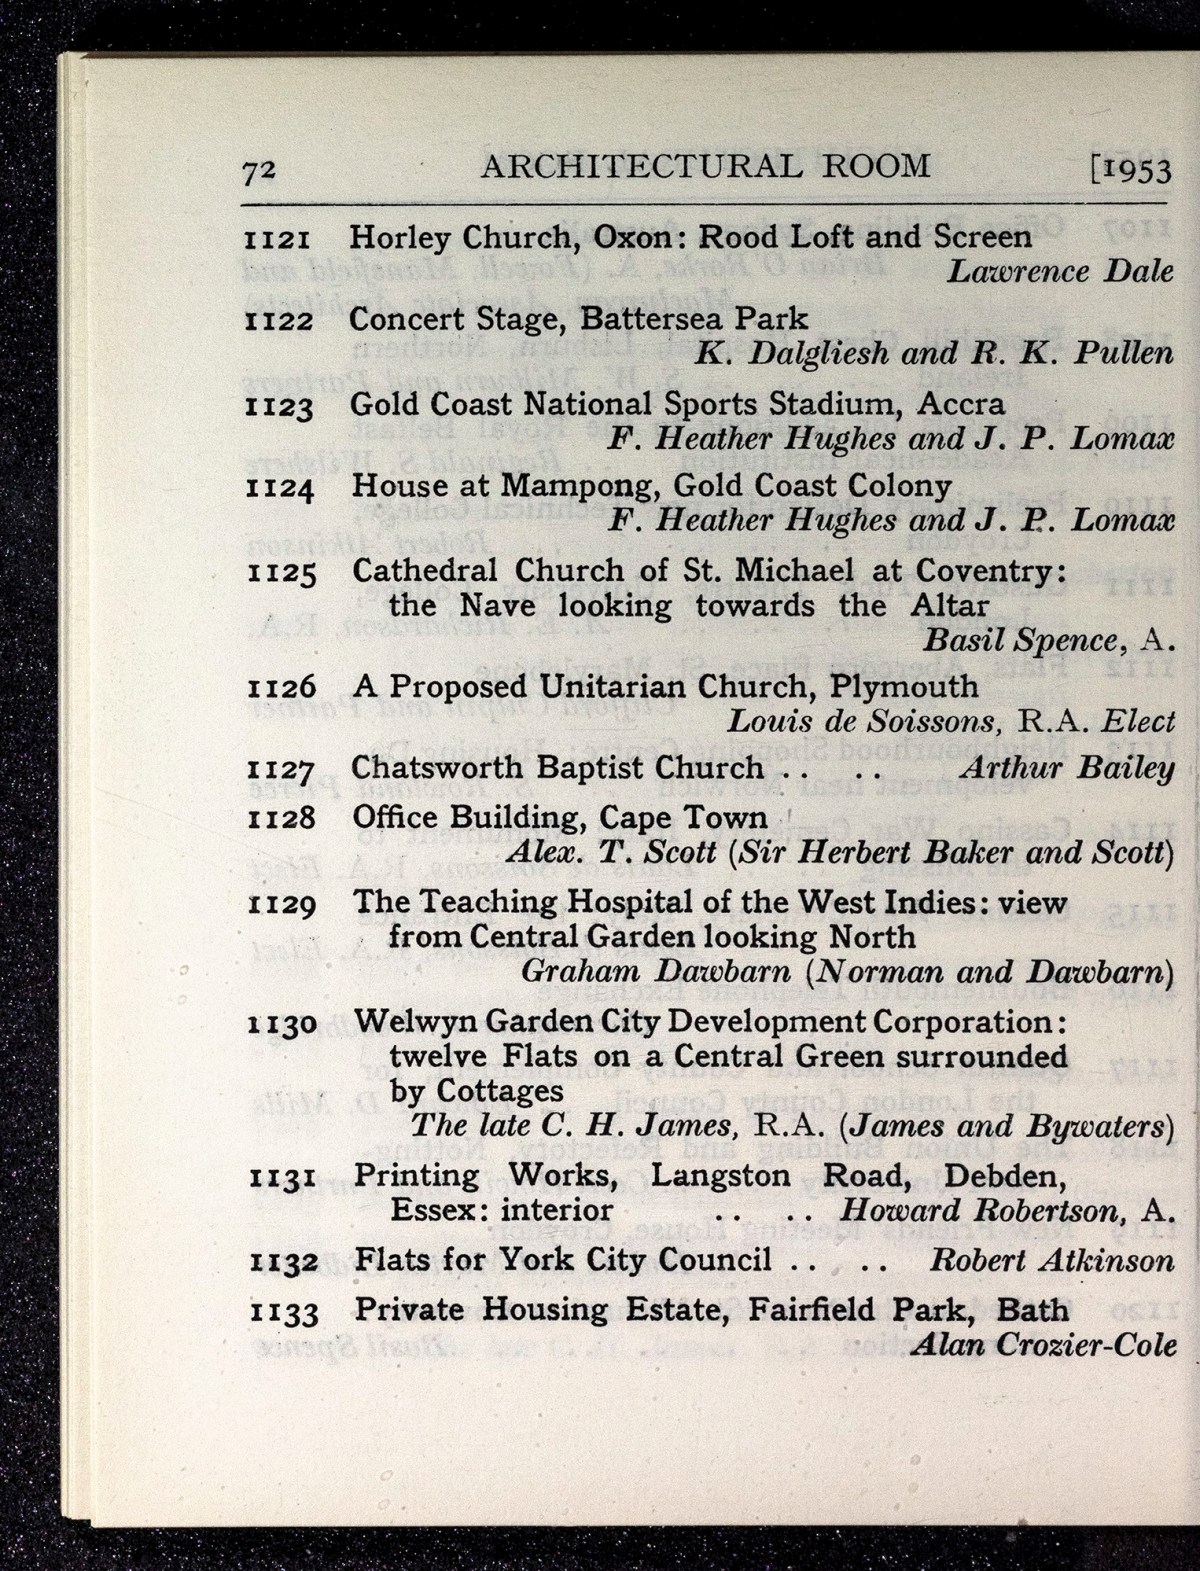 72 ARCHITECTURAL ROOM [1953
1121 Horley Church, Oxon: Rood Loft and Screen
Lawrence Dale
1122 Concert Stage, Battersea Park
K. Dalgliesh and R. K. Pullen
1123 Gold Coast National Sports Stadium, Accra
F. Heather Hughes and J. P. Lomax
1124 House at Mampong, Gold Coast Colony
F. Heather Hughes and J. P. Lomax
1125 Cathedral Church of St. Michael at Coventry:
the Nave looking towards the Altar
Basil Spence, A.
1126 A Proposed Unitarian Church, Plymouth
Louis de Soissons, R.A. Elect
1127 Chatsworth Baptist Church . . . . Arthur Bailey
1128 Office Building, Cape Town
Alex. T. Scott (Sir Herbert Baker and Scott)
1129 The Teaching Hospital of the West Indies: view
from Central Garden looking North
Graham Dawbarn (Norman and Dawbarn)
1130 Welwyn Garden City Development Corporation:
twelve Flats on a Central Green surrounded
by Cottages
The late C. H. James, R.A. (James and Bywaters)
1131 Printing Works, Langston Road, Debden,
Essex: interior . . . . Howard Robertson, A.
1132 Flats for York City Council . . . . Robert Atkinson
1133 Private Housing Estate, Fairfield Park, Bath
Alan Crozier-Cole